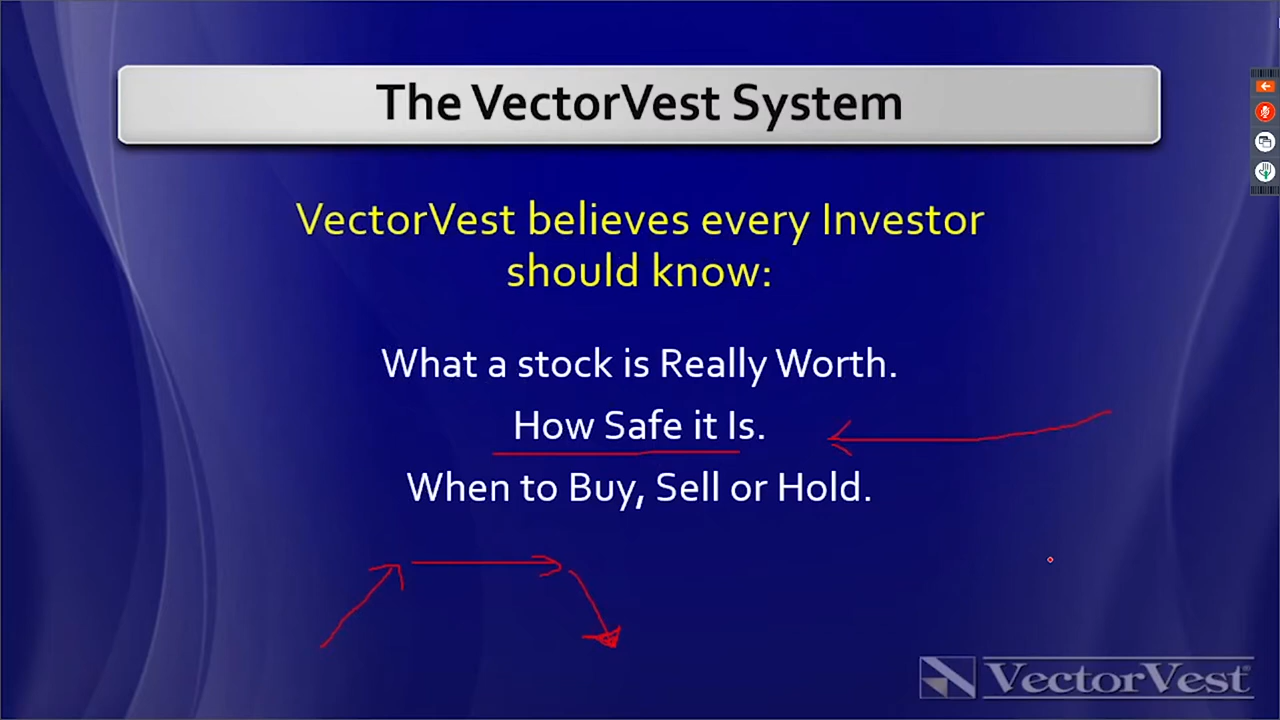 The VectorVest System
VectorVest believes every Investor
should know:
What a stock is Really Worth.
How Safe it Is.
When to Buy, Sell or Hold.
VectorVest®